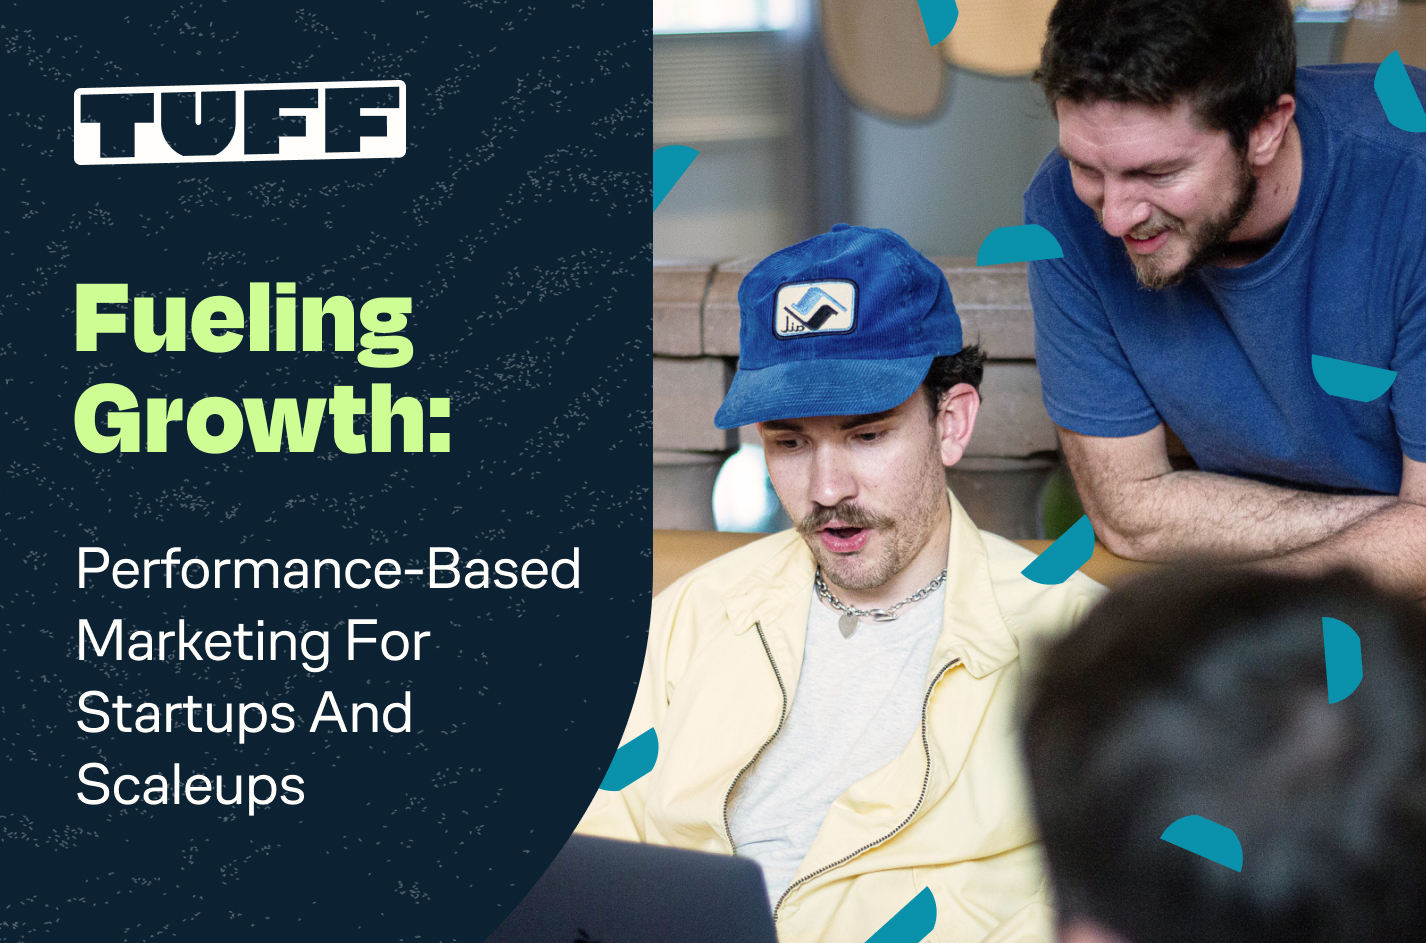 TUFF
Fueling
Growth:
Performance-Based
Marketing For
Startups And
Scaleups